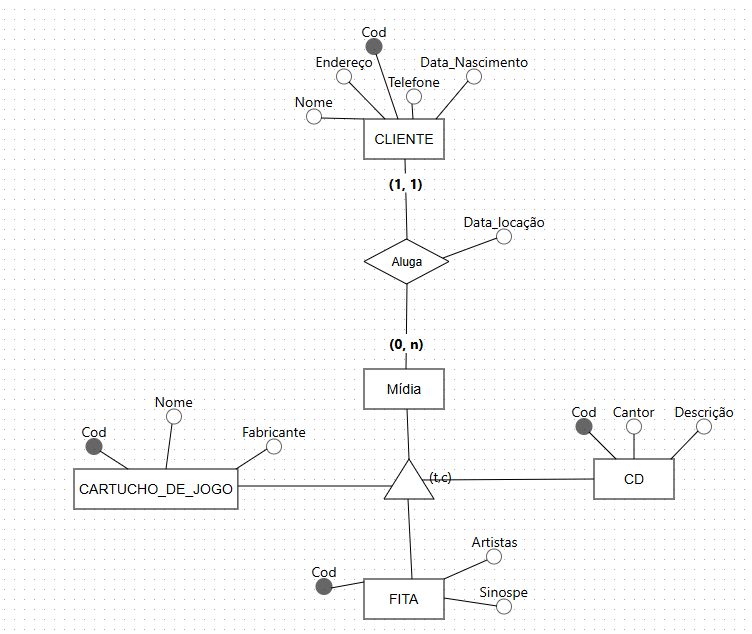 Cod
Endereço
Data_Nascimento
Telefone
Nome
CLIENTE
(1, 1)
Data_locação
Aluga
(0, n)
Mídia
Nome
Cod
Fabricante
Cod
Cantor
Descrição
CARTUCHO_DE_JOGO
(t,c)
CD
Artistas
Cod
Sinospe
FITA